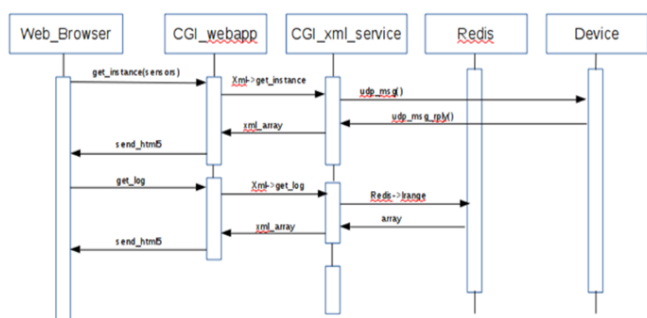 Web_Browser
CGI_webapp
CGI_xml_service
Redis
Device
get_instance(sensors)
Xml->get_instance
udp_msg()
udp_msg_rply()
xml_array
send_html5
get_log
Xml->get_log
Redis->lrange
array
xml_array
send_html5